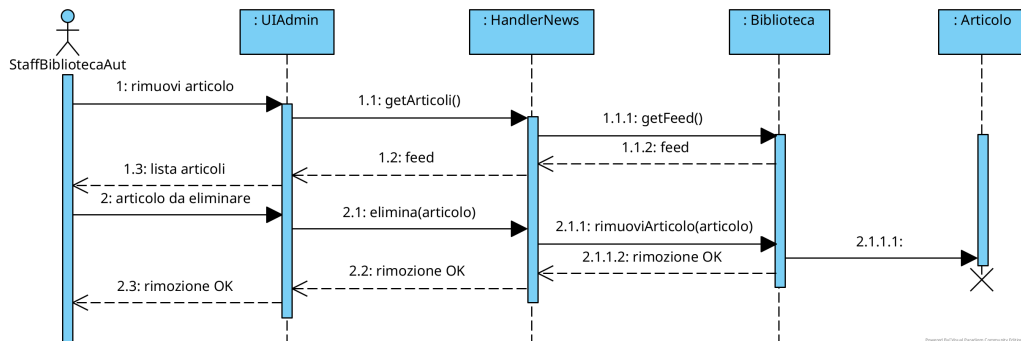 : UIAdmin
: HandlerNews
: Biblioteca
: Articolo
StaffBibliotecaAut
1: rimuovi articolo
1.1: getArticoli()
1.1.1: getFeed()
1.1.2: feed
1.2: feed
1.3: lista articoli
2: articolo da eliminare
2.1: elimina(articolo)
2.1.1: rimuoviArticolo(articolo)
2.1.1.1:
2.1.1.2: rimozione OK
2.2: rimozione OK
2.3: rimozione OK